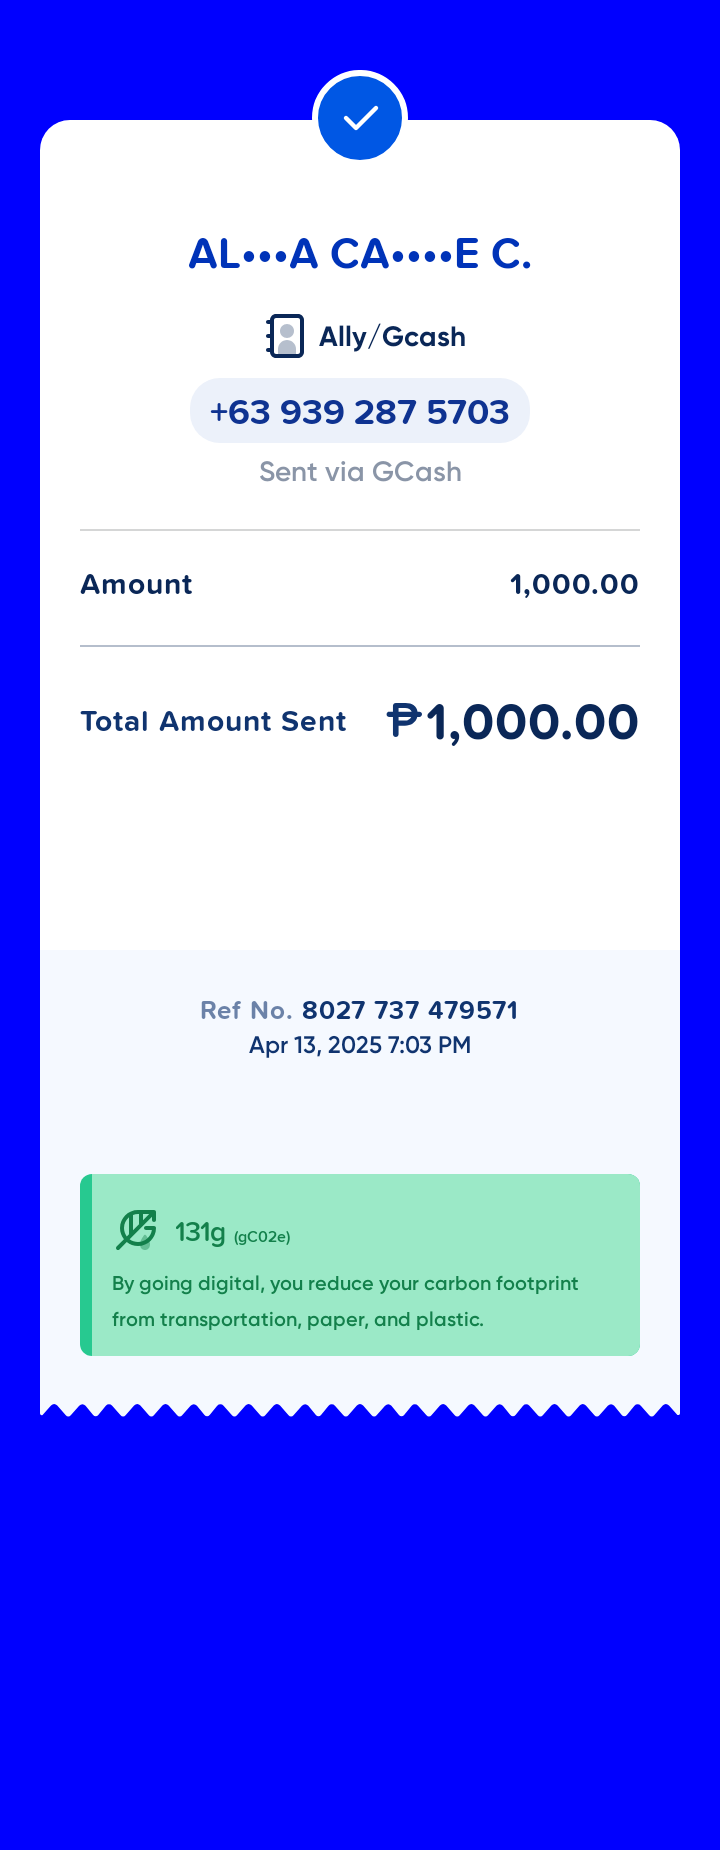 AL•••A CA••••E C.
Ally/Gcash
+63 939 287 5703
Sent via GCash
Amount 1,000.00
Total Amount Sent ₱1,000.00
Ref No. 8027 737 479571
Apr 13, 2025 7:03 PM
131g (gC02e)
By going digital, you reduce your carbon footprint
from transportation, paper, and plastic.